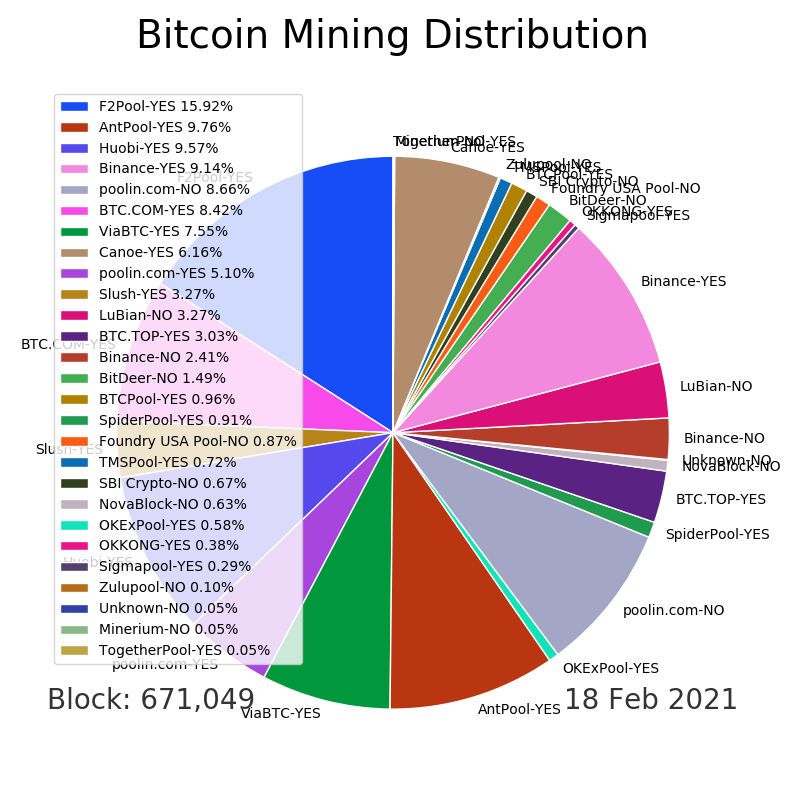 Bitcoin Mining Distribution
F2Pool-YES 15.92%
AntPool-YES 9.76%
Huobi-YES 9.57%
Binance-YES 9.14%
poolin.com-NO 8.66%
BTC.COM-YES 8.42%
ViaBTC-YES 7.55%
Canoe-YES 6.16%
poolin.com-YES 5.10%
Slush-YES 3.27%
LuBian-NO 3.27%
BTC.TOP-YES 3.03%
Binance-NO 2.41%
BitDeer-NO 1.49%
BTCPool-YES 0.96%
SpiderPool-YES 0.91%
Foundry USA Pool-NO 0.87%
TMSPool-YES 0.72%
SBI Crypto-NO 0.67%
NovaBlock-NO 0.63%
OKExPool-YES 0.58%
OKKONG-YES 0.38%
Sigmapool-YES 0.29%
Zulupool-NO 0.10%
Unknown-NO 0.05%
Minerium-NO 0.05%
TogetherPool-YES 0.05%
F2Pool-YES
BTC.COM-YES
Slush-YES
Huobi-YES
poolin.com-YES
ViaBTC-YES
AntPool-YES
OKExPool-YES
poolin.com-NO
SpiderPool-YES
BTC.TOP-YES
NovaBlock-NO
Unknown-NO
Binance-NO
LuBian-NO
Binance-YES
Sigmapool-YES
OKKONG-YES
BitDeer-NO
Foundry USA Pool-NO
SBI Crypto-NO
BTCPool-YES
TMSPool-YES
Zulupool-NO
Canoe-YES
Minerium-NO
TogetherPool-YES
Block: 671,049
18 Feb 2021